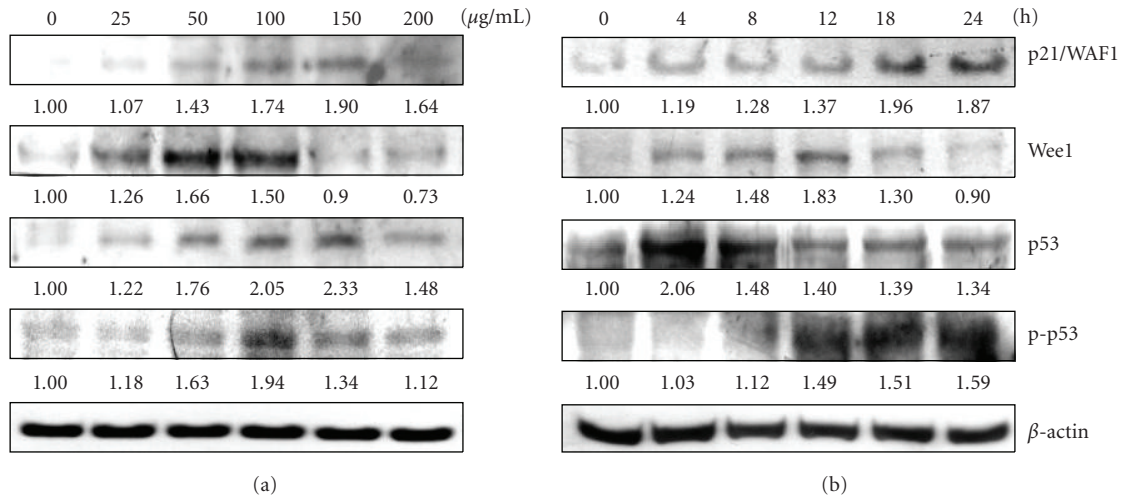 0 25 50 100 150 200 (μg/mL) 0 4 8 12 18 24 (h)
p21/WAF1
1.00 1.07 1.43 1.74 1.90 1.64 1.00 1.19 1.28 1.37 1.96 1.87
Wee1
1.00 1.26 1.66 1.50 0.9 0.73 1.00 1.24 1.48 1.83 1.30 0.90
p53
1.00 1.22 1.76 2.05 2.33 1.48 1.00 2.06 1.48 1.40 1.39 1.34
p-p53
1.00 1.18 1.63 1.94 1.34 1.12 1.00 1.03 1.12 1.49 1.51 1.59
β-actin
(a) (b)